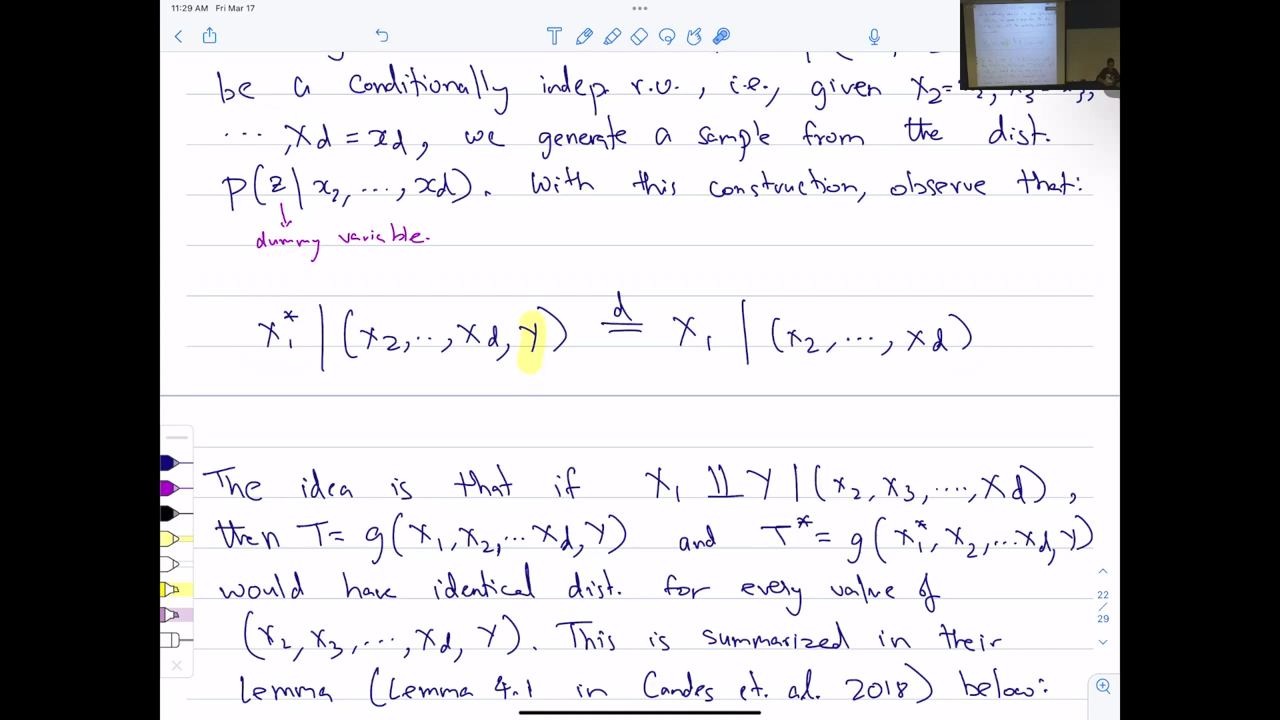 11:29 AM Fri Mar 17
be a conditionally indep. r.v., i.e., given X2=
..., Xd = xd, we generate a sample from the dist.
P(z | x2, ..., xd). With this construction, observe that:
dummy variable.
X1* | (X2, .., Xd, Y) d= X1 | (X2, ..., Xd)
The idea is that if X1 ⫫ Y | (X2, X3, ..., Xd),
then T= g(X1, X2, ... Xd, Y) and T* = g(X1*, X2, ... Xd, Y)
would have identical dist. for every value of
(X2, X3, ..., Xd, Y). This is summarized in their
22
/
29
Lemma (Lemma 4.1 in Candes et. al. 2018) below: